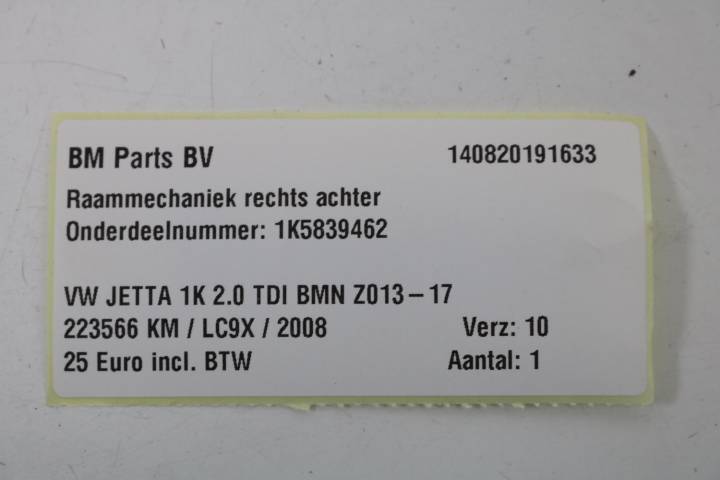 BM Parts BV 140820191633
Raammechaniek rechts achter
Onderdeelnummer: 1K5839462
VW JETTA 1K 2.0 TDI BMN Z013-17
223566 KM / LC9X / 2008 Verz: 10
25 Euro incl. BTW Aantal: 1